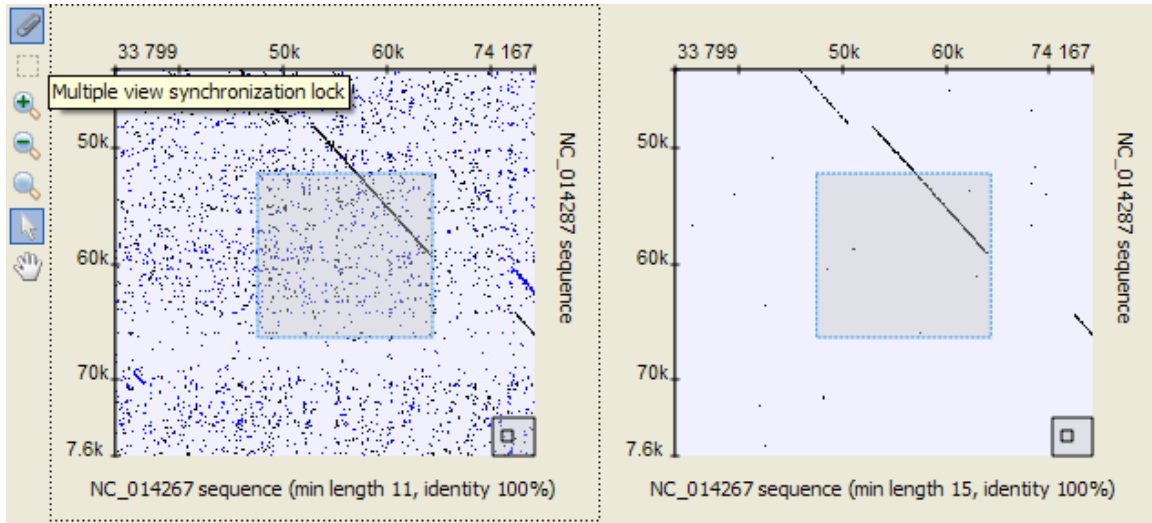 33 799 50k 60k 74 167
Multiple view synchronization lock
50k
60k
70k
7.6k
NC_014287 sequence
NC_014267 sequence (min length 11, identity 100%)
33 799 50k 60k 74 167
50k
60k
70k
7.6k
NC_014287 sequence
NC_014267 sequence (min length 15, identity 100%)